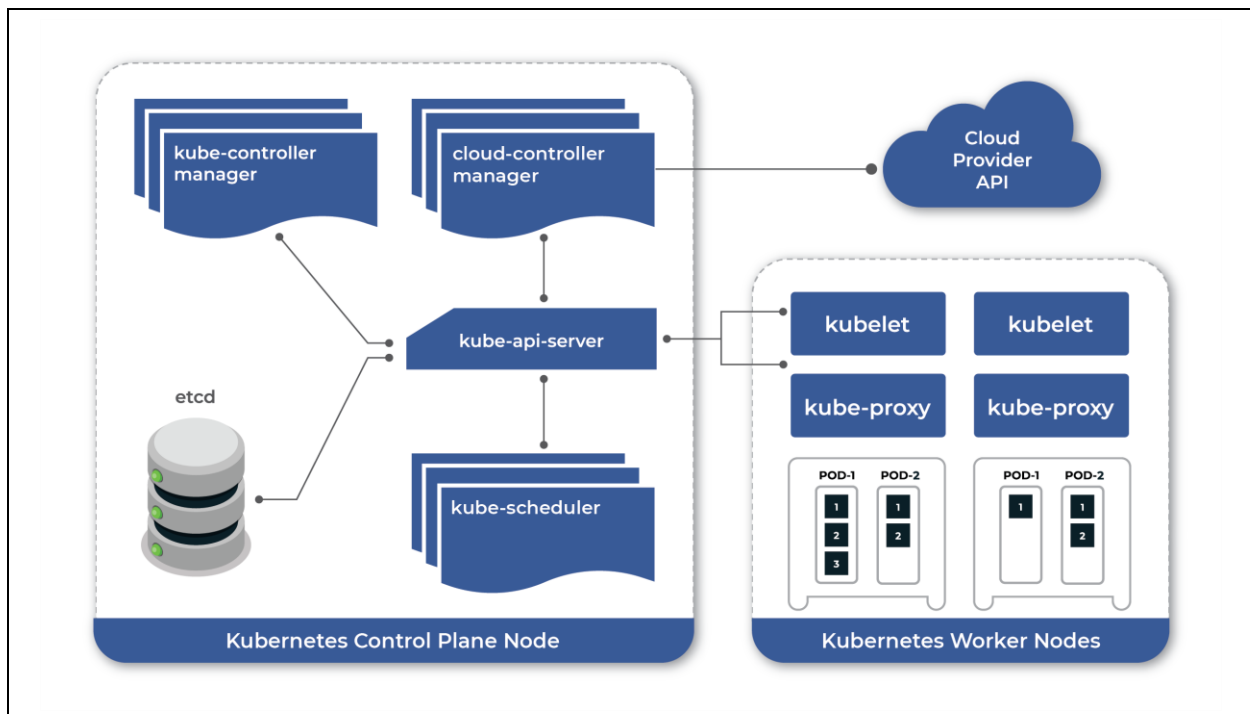 kube-controller
manager
cloud-controller
manager
Cloud
Provider
API
kube-api-server
etcd
kube-scheduler
Kubernetes Control Plane Node
kubelet
kubelet
kube-proxy
kube-proxy
POD-1
POD-2
1
2
3
1
2
POD-1
POD-2
1
1
2
Kubernetes Worker Nodes